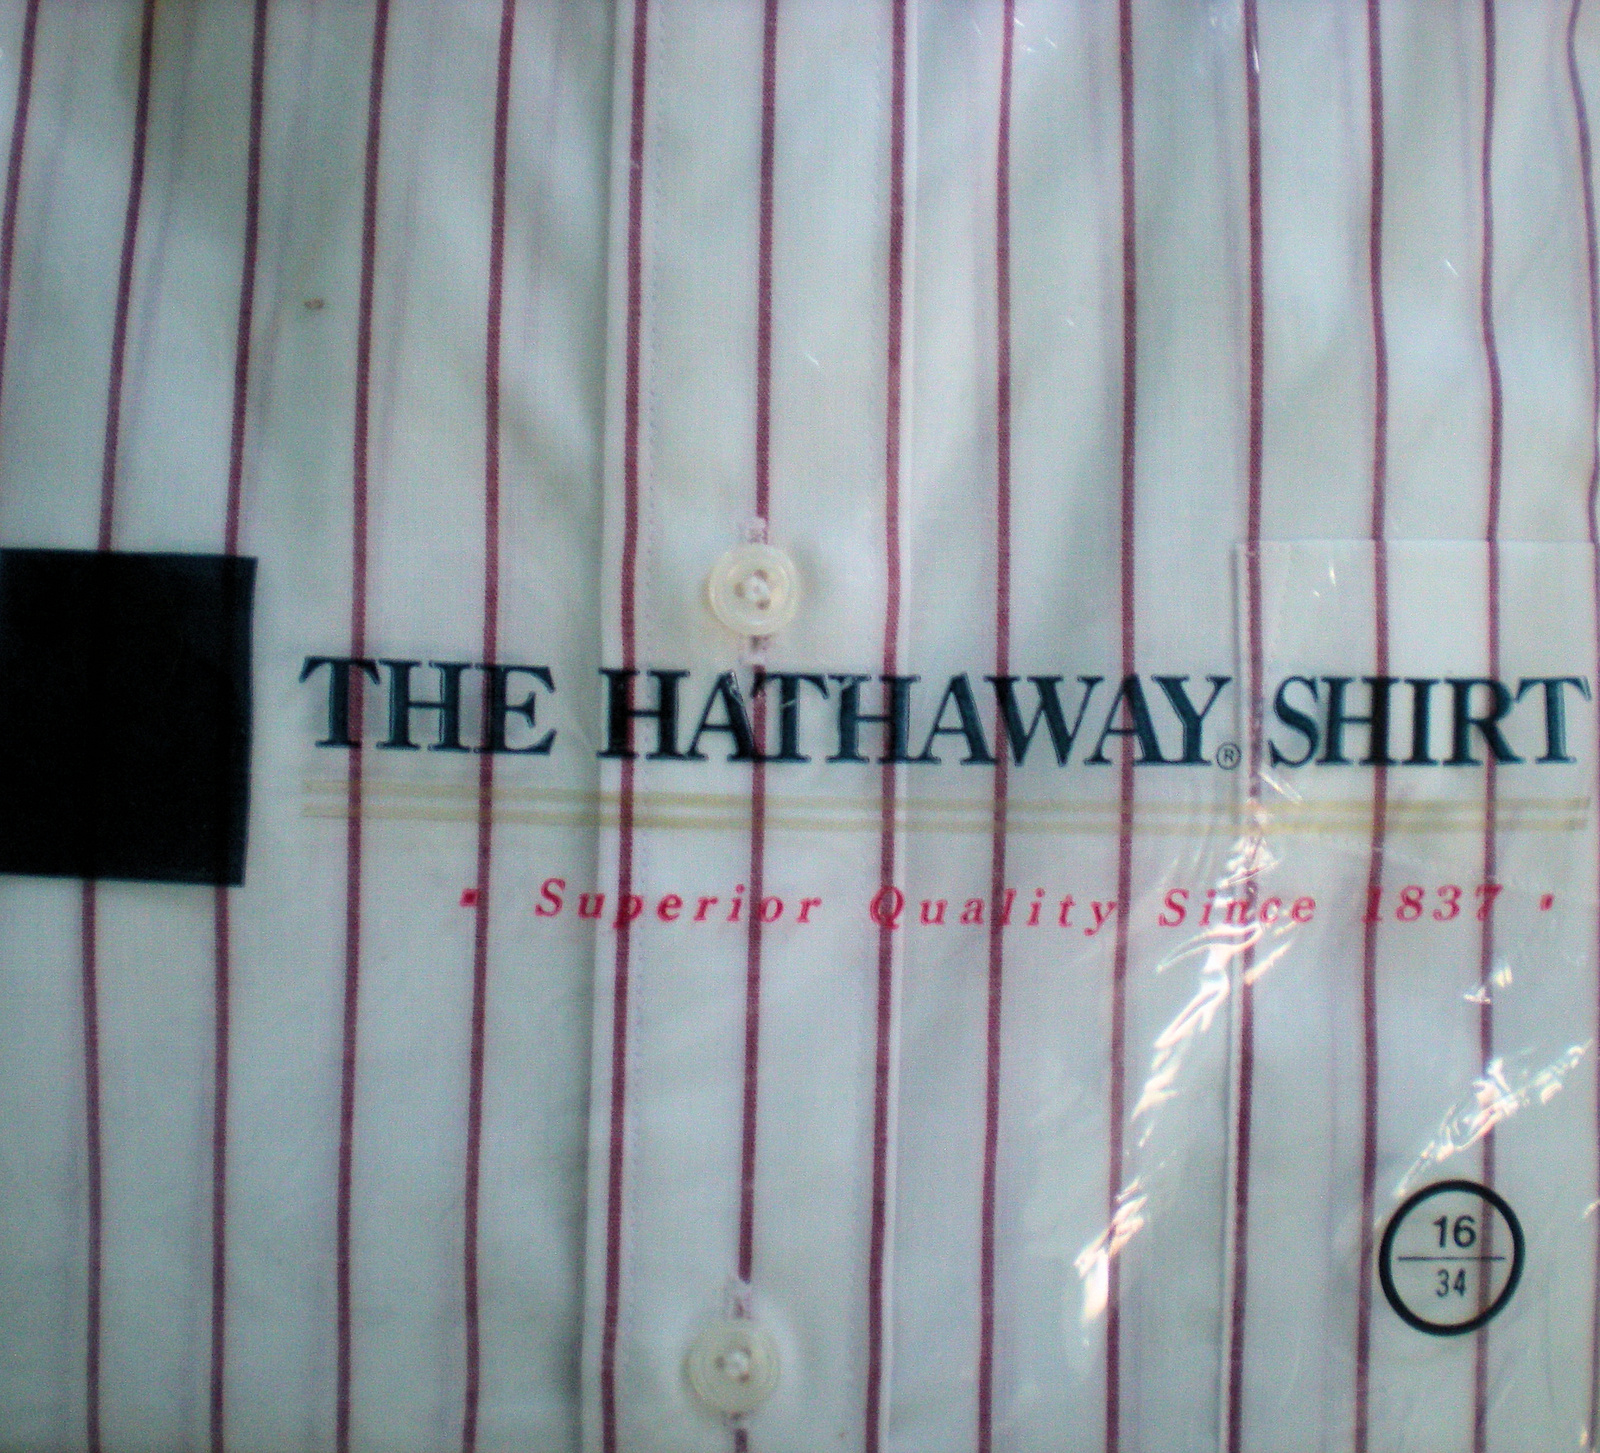 THE HATHAWAY® SHIRT
▪ Superior Quality Since 1837 ▪
16
34